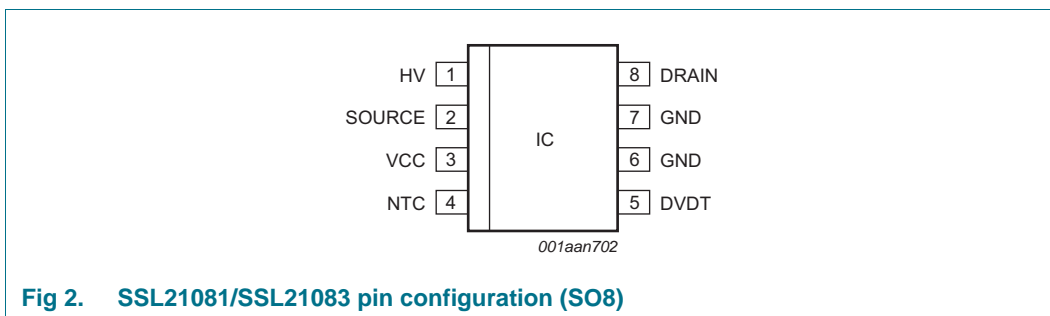 HV 1 8 DRAIN
SOURCE 2 7 GND
IC
VCC 3 6 GND
NTC 4 5 DVDT
001aan702
Fig 2. SSL21081/SSL21083 pin configuration (SO8)